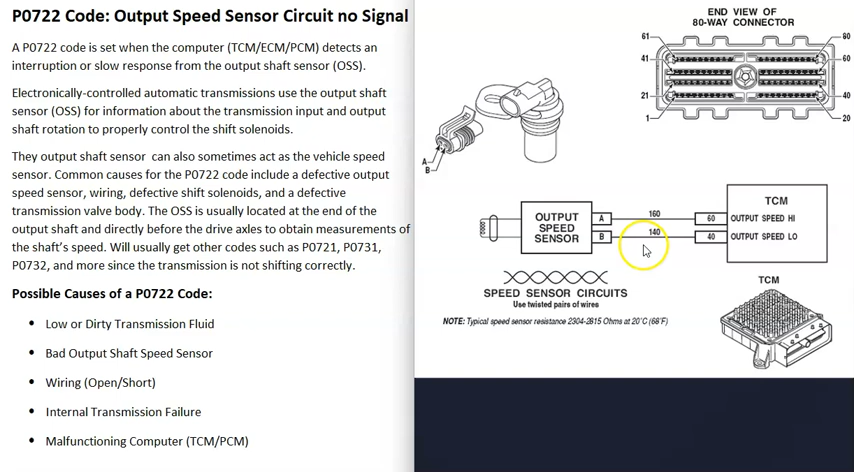 P0722 Code: Output Speed Sensor Circuit no Signal
A P0722 code is set when the computer (TCM/ECM/PCM) detects an
interruption or slow response from the output shaft sensor (OSS).
Electronically-controlled automatic transmissions use the output shaft
sensor (OSS) for information about the transmission input and output
shaft rotation to properly control the shift solenoids.
They output shaft sensor can also sometimes act as the vehicle speed
sensor. Common causes for the P0722 code include a defective output
speed sensor, wiring, defective shift solenoids, and a defective
transmission valve body. The OSS is usually located at the end of the
output shaft and directly before the drive axles to obtain measurements of
the shaft's speed. Will usually get other codes such as P0721, P0731,
P0732, and more since the transmission is not shifting correctly.
Possible Causes of a P0722 Code:
• Low or Dirty Transmission Fluid
• Bad Output Shaft Speed Sensor
• Wiring (Open/Short)
• Internal Transmission Failure
• Malfunctioning Computer (TCM/PCM)
END VIEW OF
80-WAY CONNECTOR
61
80
41
60
21
40
1
20
A
B
OUTPUT
SPEED
SENSOR
A
160
60
OUTPUT SPEED HI
B
140
40
OUTPUT SPEED LO
TCM
SPEED SENSOR CIRCUITS
Use twisted pairs of wires
NOTE: Typical speed sensor resistance 2304-2815 Ohms at 20°C (68°F)
TCM